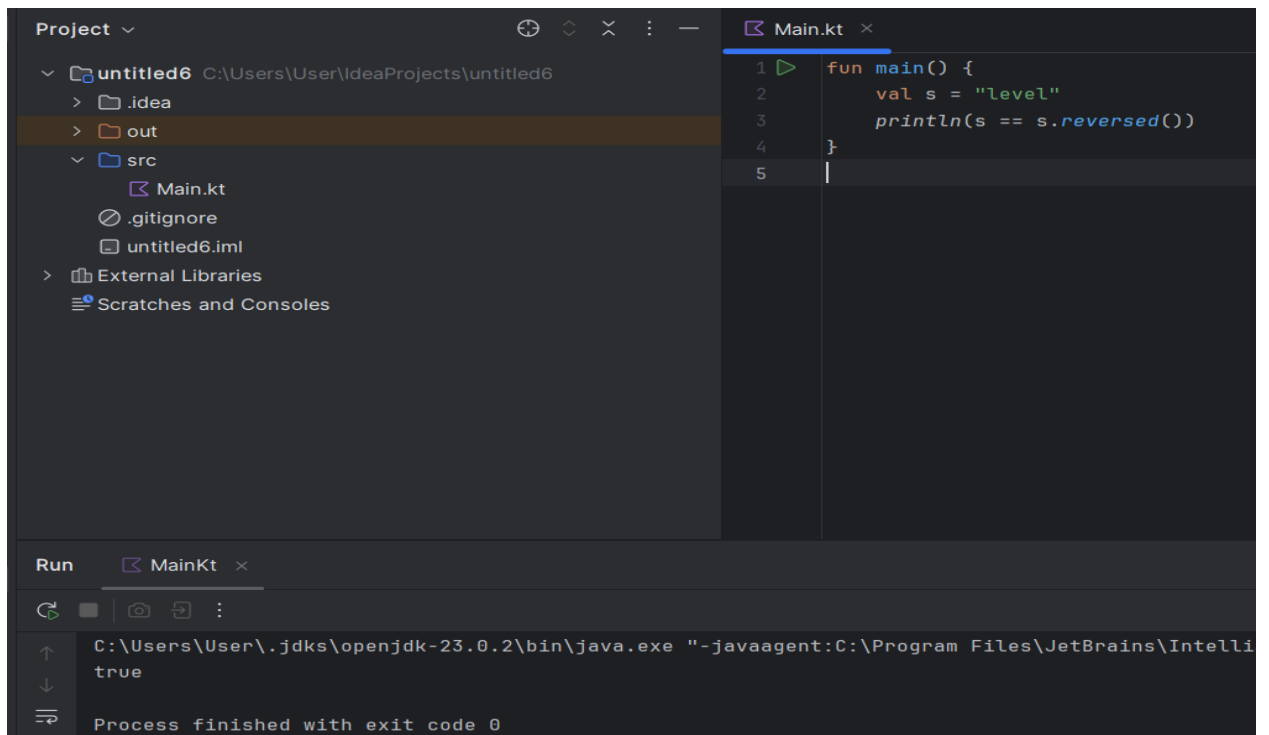 Project
Main.kt
untitled6 C:\Users\User\IdeaProjects\untitled6
.idea
out
src
Main.kt
.gitignore
untitled6.iml
External Libraries
Scratches and Consoles
1 fun main() {
2     val s = "level"
3     println(s == s.reversed())
4 }
5
Run MainKt
C:\Users\User\.jdks\openjdk-23.0.2\bin\java.exe "-javaagent:C:\Program Files\JetBrains\Intelli
true
Process finished with exit code 0